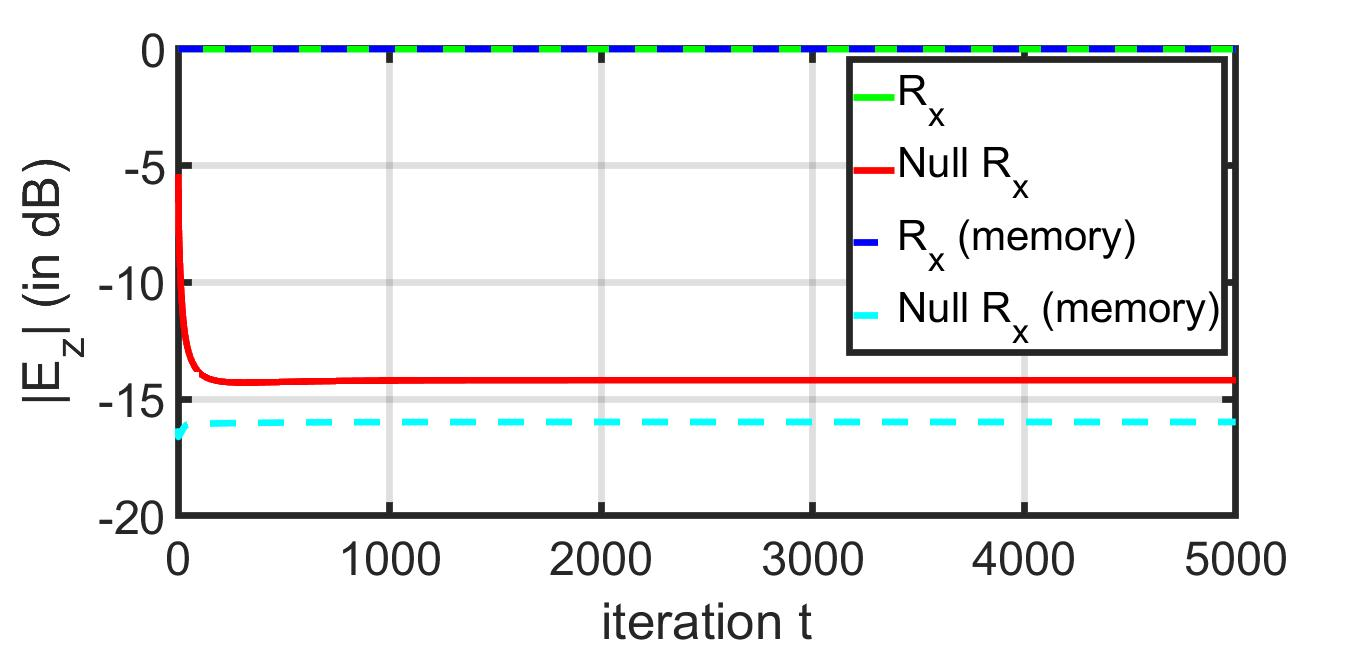 0
-5
-10
-15
-20
|E_z| (in dB)
R_x
Null R_x
R_x (memory)
Null R_x (memory)
0 1000 2000 3000 4000 5000
iteration t